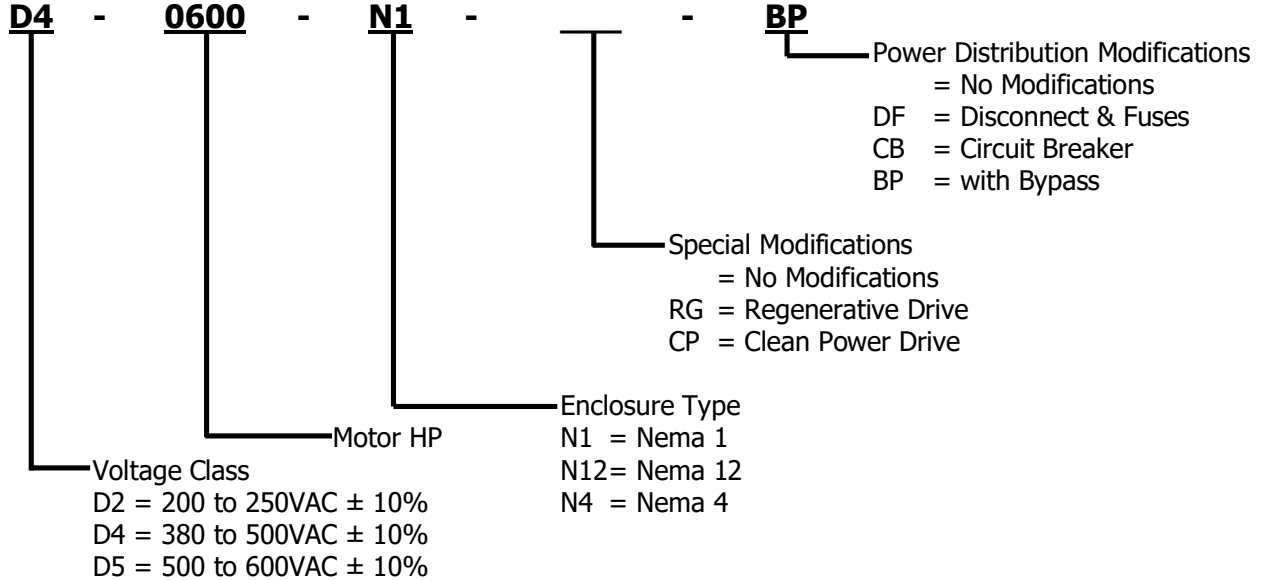 D4 - 0600 - N1 - ___ - BP
Power Distribution Modifications
= No Modifications
DF = Disconnect & Fuses
CB = Circuit Breaker
BP = with Bypass
Special Modifications
= No Modifications
RG = Regenerative Drive
CP = Clean Power Drive
Enclosure Type
N1 = Nema 1
N12= Nema 12
N4 = Nema 4
Motor HP
Voltage Class
D2 = 200 to 250VAC ± 10%
D4 = 380 to 500VAC ± 10%
D5 = 500 to 600VAC ± 10%